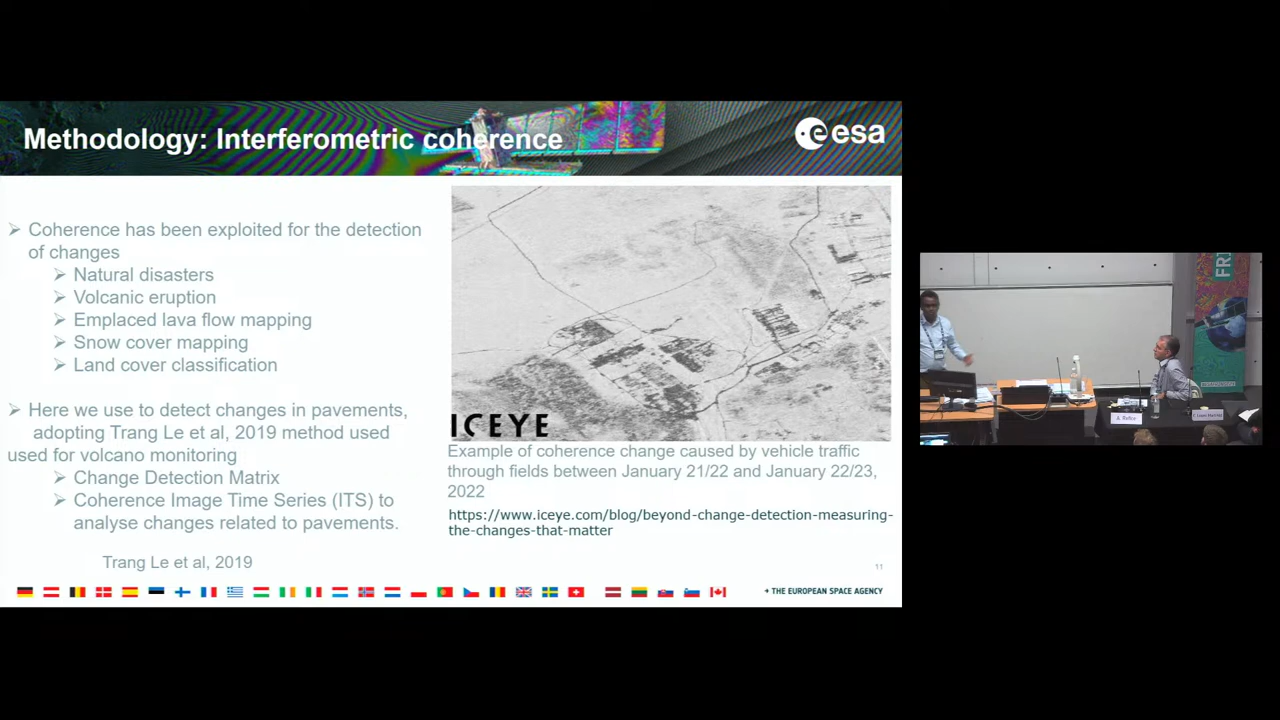 Methodology: Interferometric coherence
esa
Coherence has been exploited for the detection
of changes
Natural disasters
Volcanic eruption
Emplaced lava flow mapping
Snow cover mapping
Land cover classification
Here we use to detect changes in pavements,
adopting Trang Le et al, 2019 method used
used for volcano monitoring
Change Detection Matrix
Coherence Image Time Series (ITS) to
analyse changes related to pavements.
Trang Le et al, 2019
ICEYE
Example of coherence change caused by vehicle traffic
through fields between January 21/22 and January 22/23,
2022
https://www.iceye.com/blog/beyond-change-detection-measuring-
the-changes-that-matter
11
THE EUROPEAN SPACE AGENCY
FRI